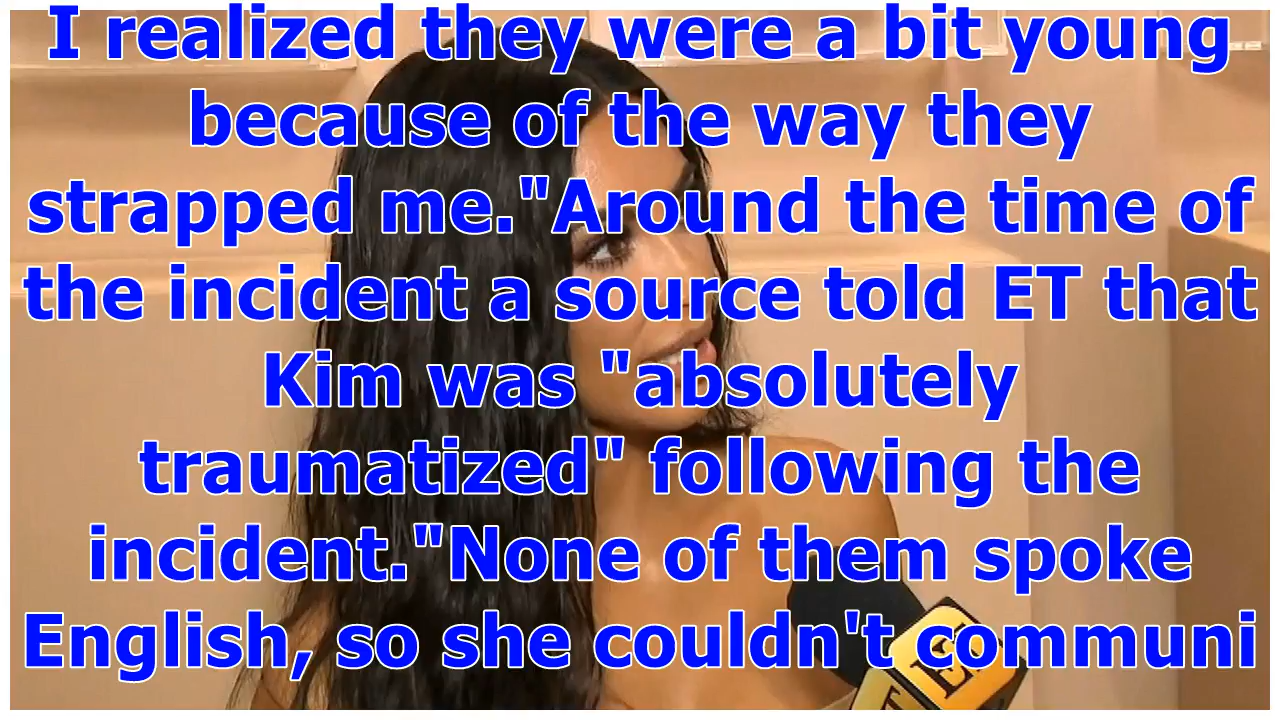 I realized they were a bit young
because of the way they
strapped me."Around the time of
the incident a source told ET that
Kim was "absolutely
traumatized" following the
incident."None of them spoke
English, so she couldn't communi